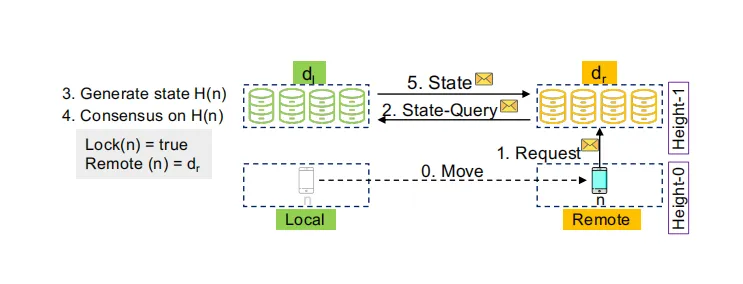 d_l
d_r
5. State
3. Generate state H(n)
2. State-Query
4. Consensus on H(n)
Height-1
Lock(n) = true
Remote (n) = d_r
1. Request
0. Move
Height-0
n
n
Local
Remote